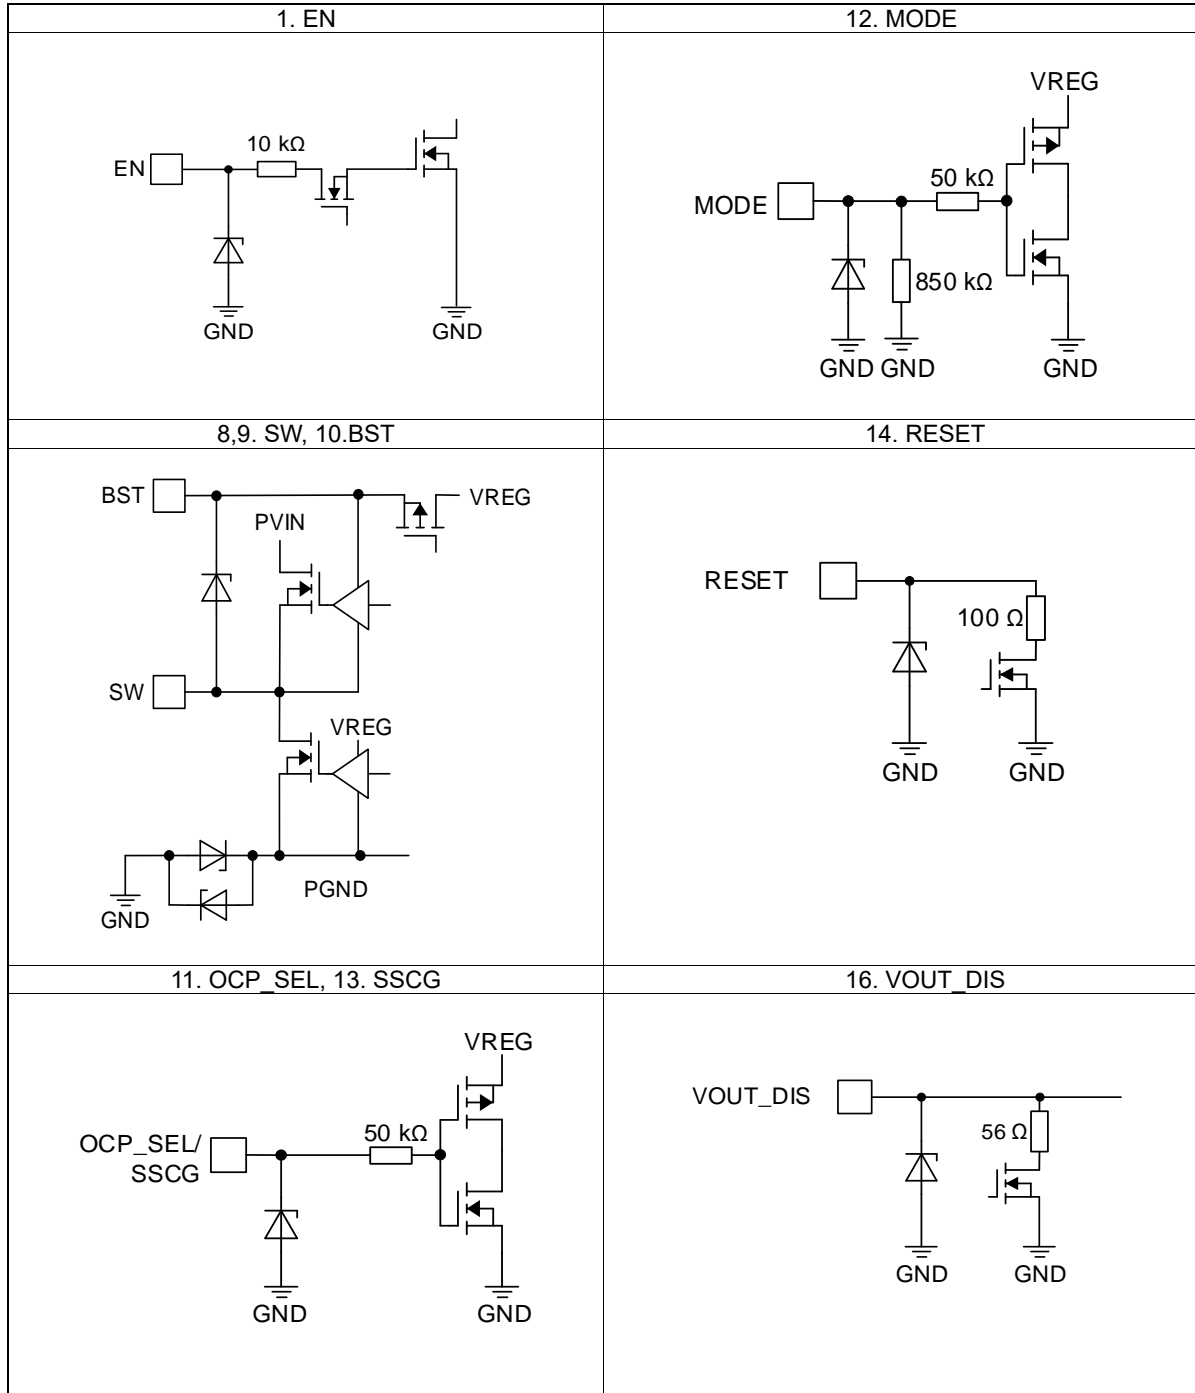 1. EN
12. MODE
EN
10 kΩ
GND
GND
VREG
MODE
50 kΩ
850 kΩ
GND
GND
GND
8,9. SW, 10.BST
14. RESET
BST
VREG
PVIN
SW
VREG
PGND
GND
RESET
100 Ω
GND
GND
11. OCP_SEL, 13. SSCG
16. VOUT_DIS
VREG
OCP_SEL/
SSCG
50 kΩ
GND
GND
VOUT_DIS
56 Ω
GND
GND